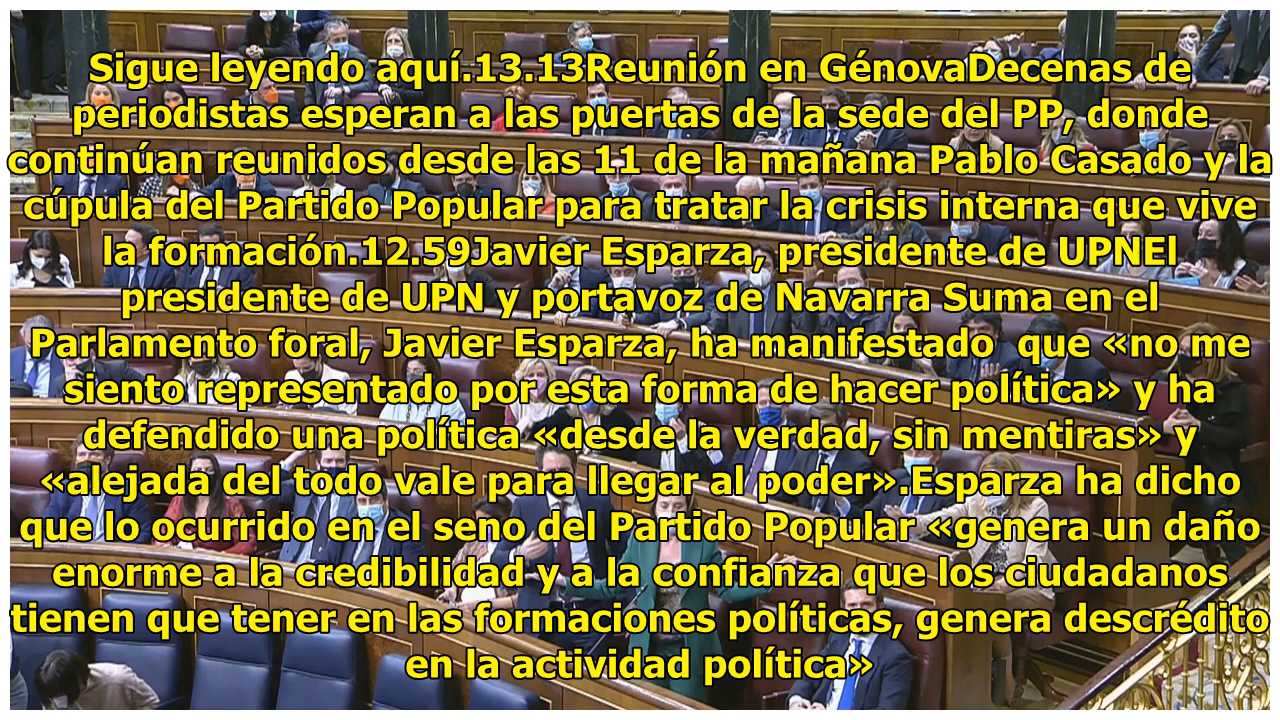 Sigue leyendo aquí.13.13Reunión en GénovaDecenas de
periodistas esperan a las puertas de la sede del PP, donde
continúan reunidos desde las 11 de la mañana Pablo Casado y la
cúpula del Partido Popular para tratar la crisis interna que vive
la formación.12.59Javier Esparza, presidente de UPNEl
presidente de UPN y portavoz de Navarra Suma en el
Parlamento foral, Javier Esparza, ha manifestado  que «no me
siento representado por esta forma de hacer política» y ha
defendido una política «desde la verdad, sin mentiras» y
«alejada del todo vale para llegar al poder».Esparza ha dicho
que lo ocurrido en el seno del Partido Popular «genera un daño
enorme a la credibilidad y a la confianza que los ciudadanos
tienen que tener en las formaciones políticas, genera descrédito
en la actividad política»